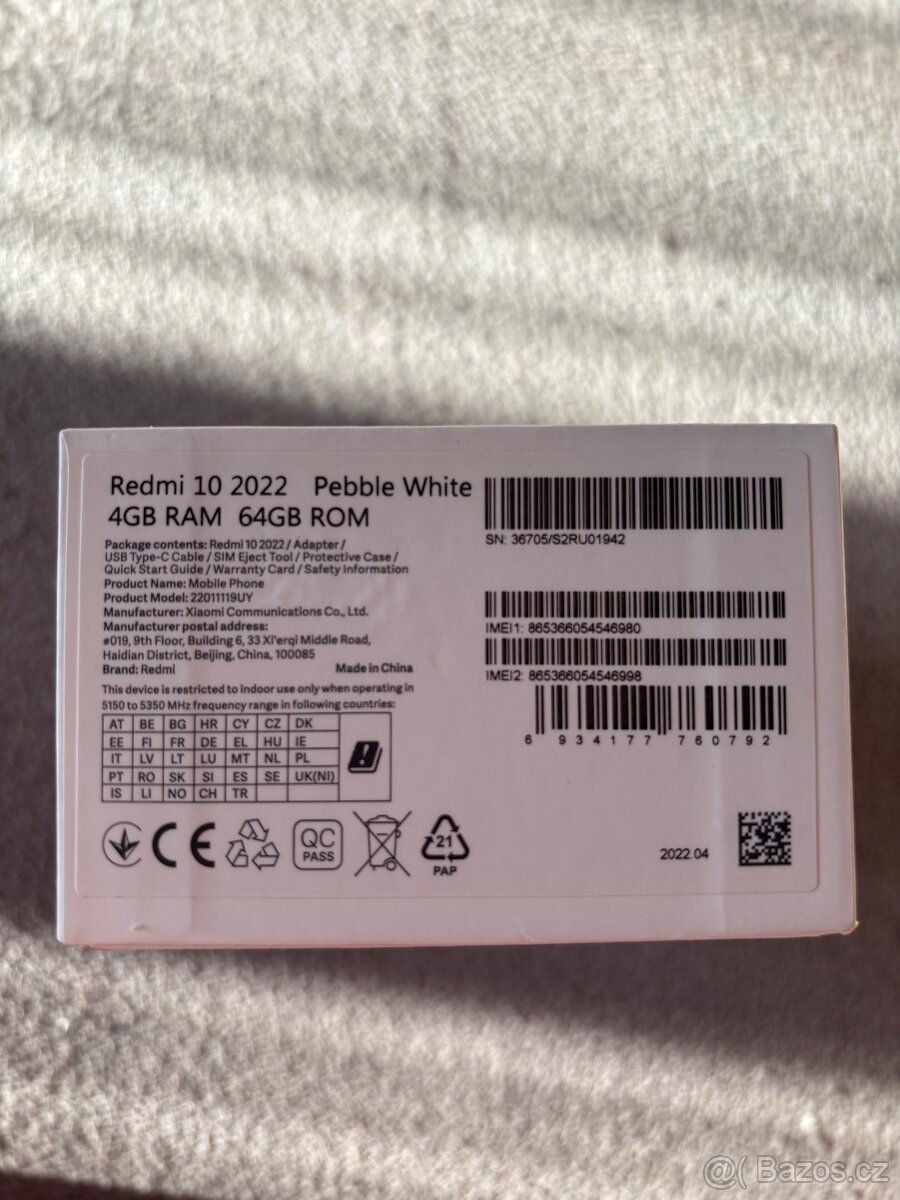 Redmi 10 2022 Pebble White
4GB RAM 64GB ROM
Package contents: Redmi 10 2022 / Adapter /
USB Type-C Cable / SIM Eject Tool / Protective Case /
Quick Start Guide / Warranty Card / Safety Information
Product Name: Mobile Phone
Product Model: 22011119UY
Manufacturer: Xiaomi Communications Co., Ltd.
Manufacturer postal address:
#019, 9th Floor, Building 6, 33 Xi'erqi Middle Road,
Haidian District, Beijing, China, 100085
Brand: Redmi Made in China
This device is restricted to indoor use only when operating in
5150 to 5350 MHz frequency range in following countries:
AT BE BG HR CY CZ DK
EE FI FR DE EL HU IE
IT LV LT LU MT NL PL
PT RO SK SI ES SE UK(NI)
IS LI NO CH TR
CE
QC
PASS
21
PAP
SN: 36705/S2RU01942
IMEI1: 865366054546980
IMEI2: 865366054546998
6 934177 760792
2022.04
@( Bazos.cz